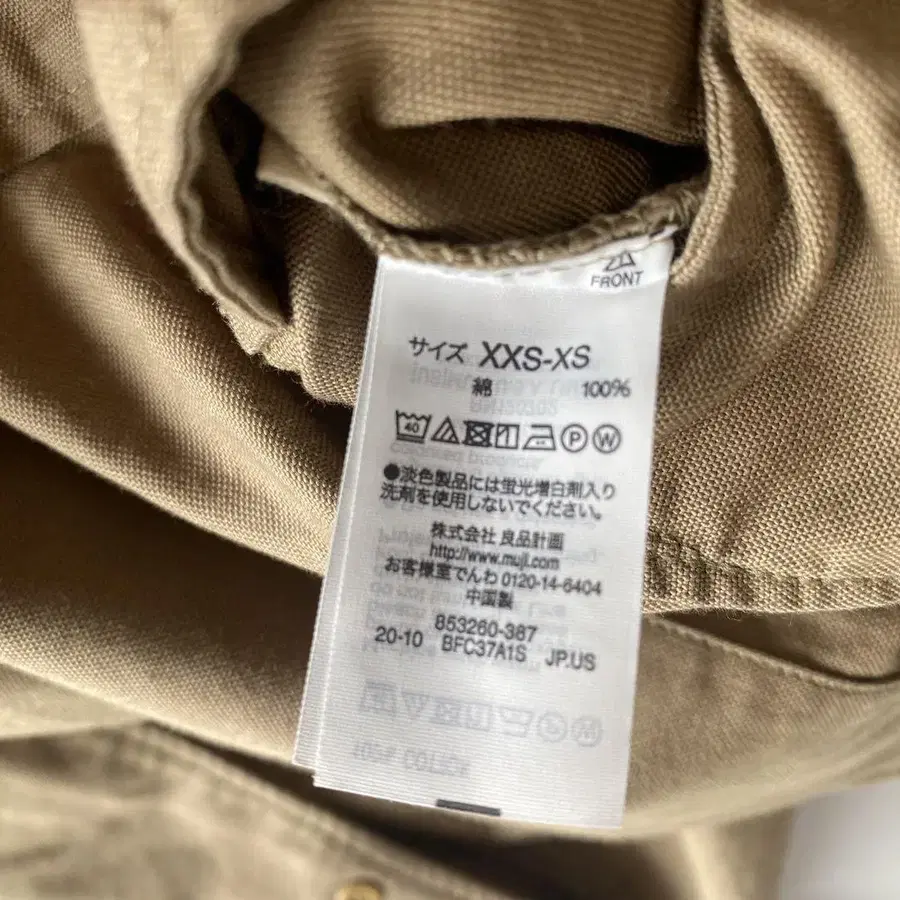 FRONT
サイズ XXS-XS
綿 100%
40
P W
●淡色製品には蛍光増白剤入り
洗剤を使用しないでください。
株式会社 良品計画
http://www.muji.com
お客様室でんわ 0120-14-6404
中国製
853260-387
20-10 BFC37A1S JP.US